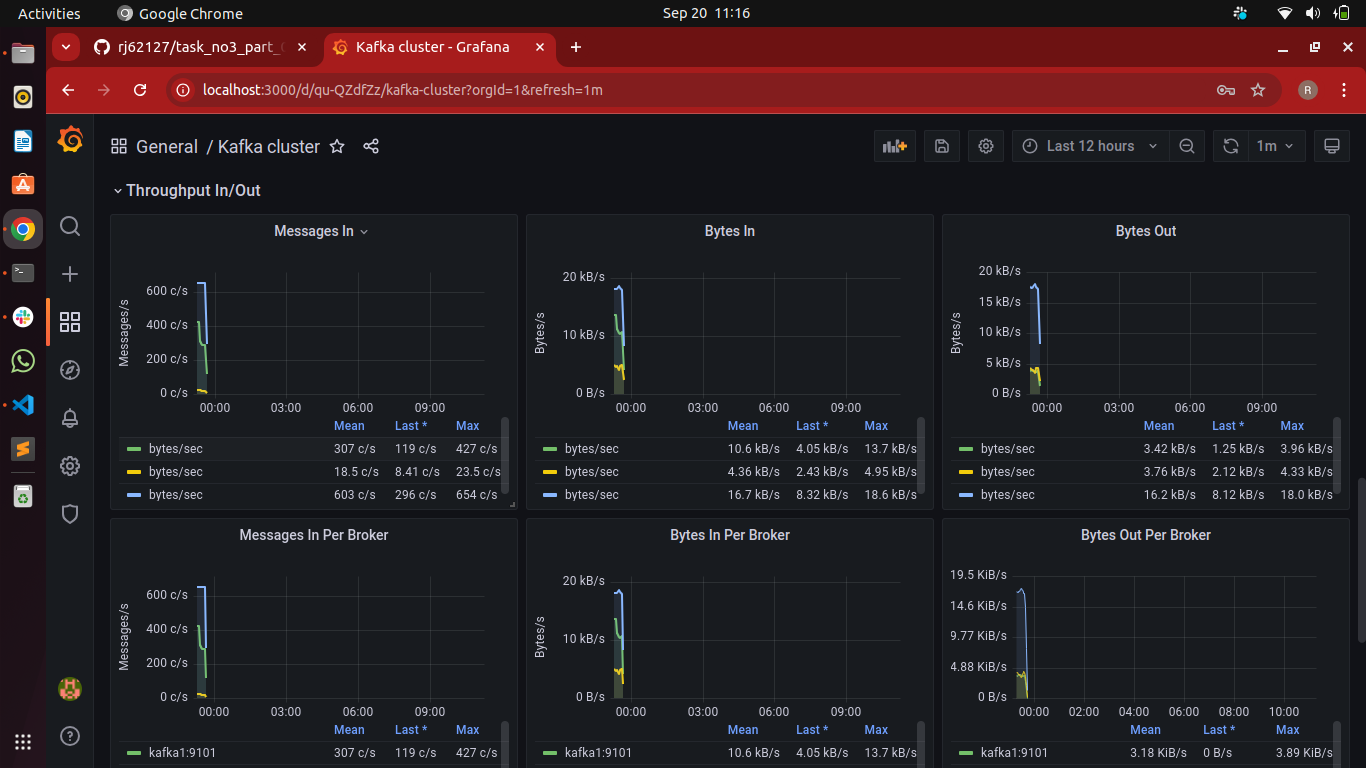 Activities
Google Chrome
Sep 20 11:16
rj62127/task_no3_part_
Kafka cluster - Grafana
localhost:3000/d/qu-QZdfZz/kafka-cluster?orgId=1&refresh=1m
R
General / Kafka cluster
Last 12 hours
1m
Throughput In/Out
Messages In
Messages/s
600 c/s
400 c/s
200 c/s
0 c/s
00:00 03:00 06:00 09:00
Mean Last * Max
bytes/sec 307 c/s 119 c/s 427 c/s
bytes/sec 18.5 c/s 8.41 c/s 23.5 c/s
bytes/sec 603 c/s 296 c/s 654 c/s
Bytes In
Bytes/s
20 kB/s
10 kB/s
0 B/s
00:00 03:00 06:00 09:00
Mean Last * Max
bytes/sec 10.6 kB/s 4.05 kB/s 13.7 kB/s
bytes/sec 4.36 kB/s 2.43 kB/s 4.95 kB/s
bytes/sec 16.7 kB/s 8.32 kB/s 18.6 kB/s
Bytes Out
Bytes/s
20 kB/s
15 kB/s
10 kB/s
5 kB/s
0 B/s
00:00 03:00 06:00 09:00
Mean Last * Max
bytes/sec 3.42 kB/s 1.25 kB/s 3.96 kB/s
bytes/sec 3.76 kB/s 2.12 kB/s 4.33 kB/s
bytes/sec 16.2 kB/s 8.12 kB/s 18.0 kB/s
Messages In Per Broker
Messages/s
600 c/s
400 c/s
200 c/s
0 c/s
00:00 03:00 06:00 09:00
Mean Last * Max
kafka1:9101 307 c/s 119 c/s 427 c/s
Bytes In Per Broker
Bytes/s
20 kB/s
10 kB/s
0 B/s
00:00 03:00 06:00 09:00
Mean Last * Max
kafka1:9101 10.6 kB/s 4.05 kB/s 13.7 kB/s
Bytes Out Per Broker
19.5 KiB/s
14.6 KiB/s
9.77 KiB/s
4.88 KiB/s
0 B/s
00:00 02:00 04:00 06:00 08:00 10:00
Mean Last * Max
kafka1:9101 3.18 KiB/s 0 B/s 3.89 KiB/s